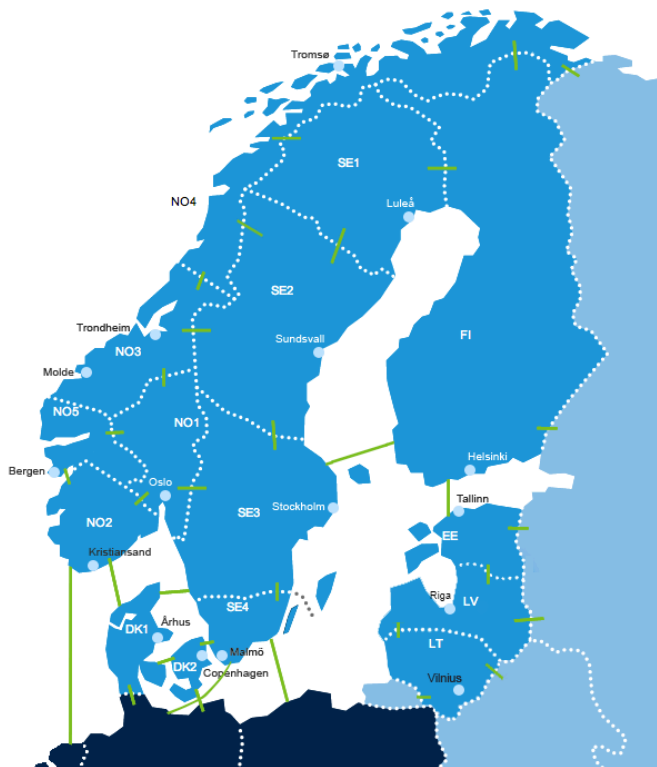 Tromsø
SE1
NO4
Luleå
SE2
Trondheim
Sundsvall
FI
NO3
Molde
NO5
NO1
Bergen
Oslo
Helsinki
Stockholm
Tallinn
SE3
NO2
EE
Kristiansand
Riga
LV
SE4
Århus
DK1
LT
Malmö
DK2
Copenhagen
Vilnius